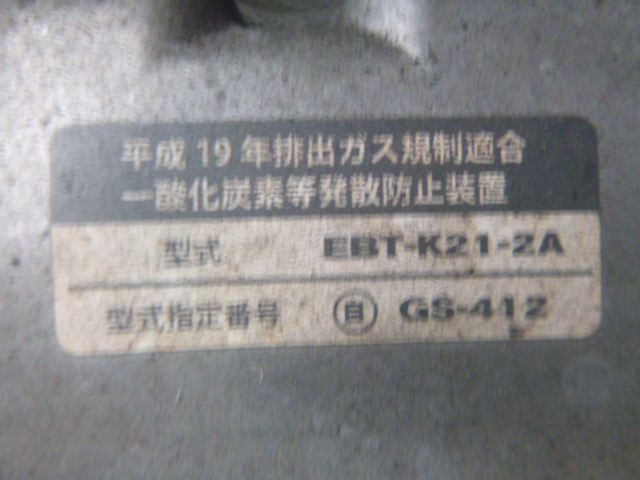 平成19年排出ガス規制適合
一酸化炭素等発散防止装置
型式 EBT-K21-2A
型式指定番号 自 GS-412